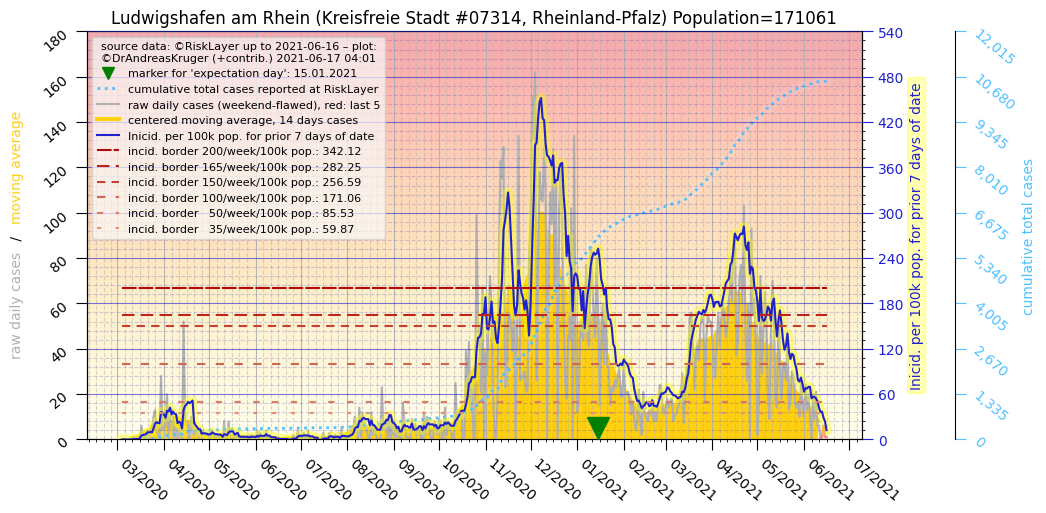 Ludwigshafen am Rhein (Kreisfreie Stadt #07314, Rheinland-Pfalz) Population=171061
source data: ©RiskLayer up to 2021-06-16 – plot:
©DrAndreasKruger (+contrib.) 2021-06-17 04:01
marker for 'expectation day': 15.01.2021
cumulative total cases reported at RiskLayer
raw daily cases (weekend-flawed), red: last 5
centered moving average, 14 days cases
Inicid. per 100k pop. for prior 7 days of date
incid. border 200/week/100k pop.: 342.12
incid. border 165/week/100k pop.: 282.25
incid. border 150/week/100k pop.: 256.59
incid. border 100/week/100k pop.: 171.06
incid. border   50/week/100k pop.: 85.53
incid. border   35/week/100k pop.: 59.87
raw daily cases / moving average
180
160
140
120
100
80
60
40
20
0
03/2020
04/2020
05/2020
06/2020
07/2020
08/2020
09/2020
10/2020
11/2020
12/2020
01/2021
02/2021
03/2021
04/2021
05/2021
06/2021
07/2021
540
480
420
360
300
240
180
120
60
0
Inicid. per 100k pop. for prior 7 days of date
12,015
10,680
9,345
8,010
6,675
5,340
4,005
2,670
1,335
0
cumulative total cases